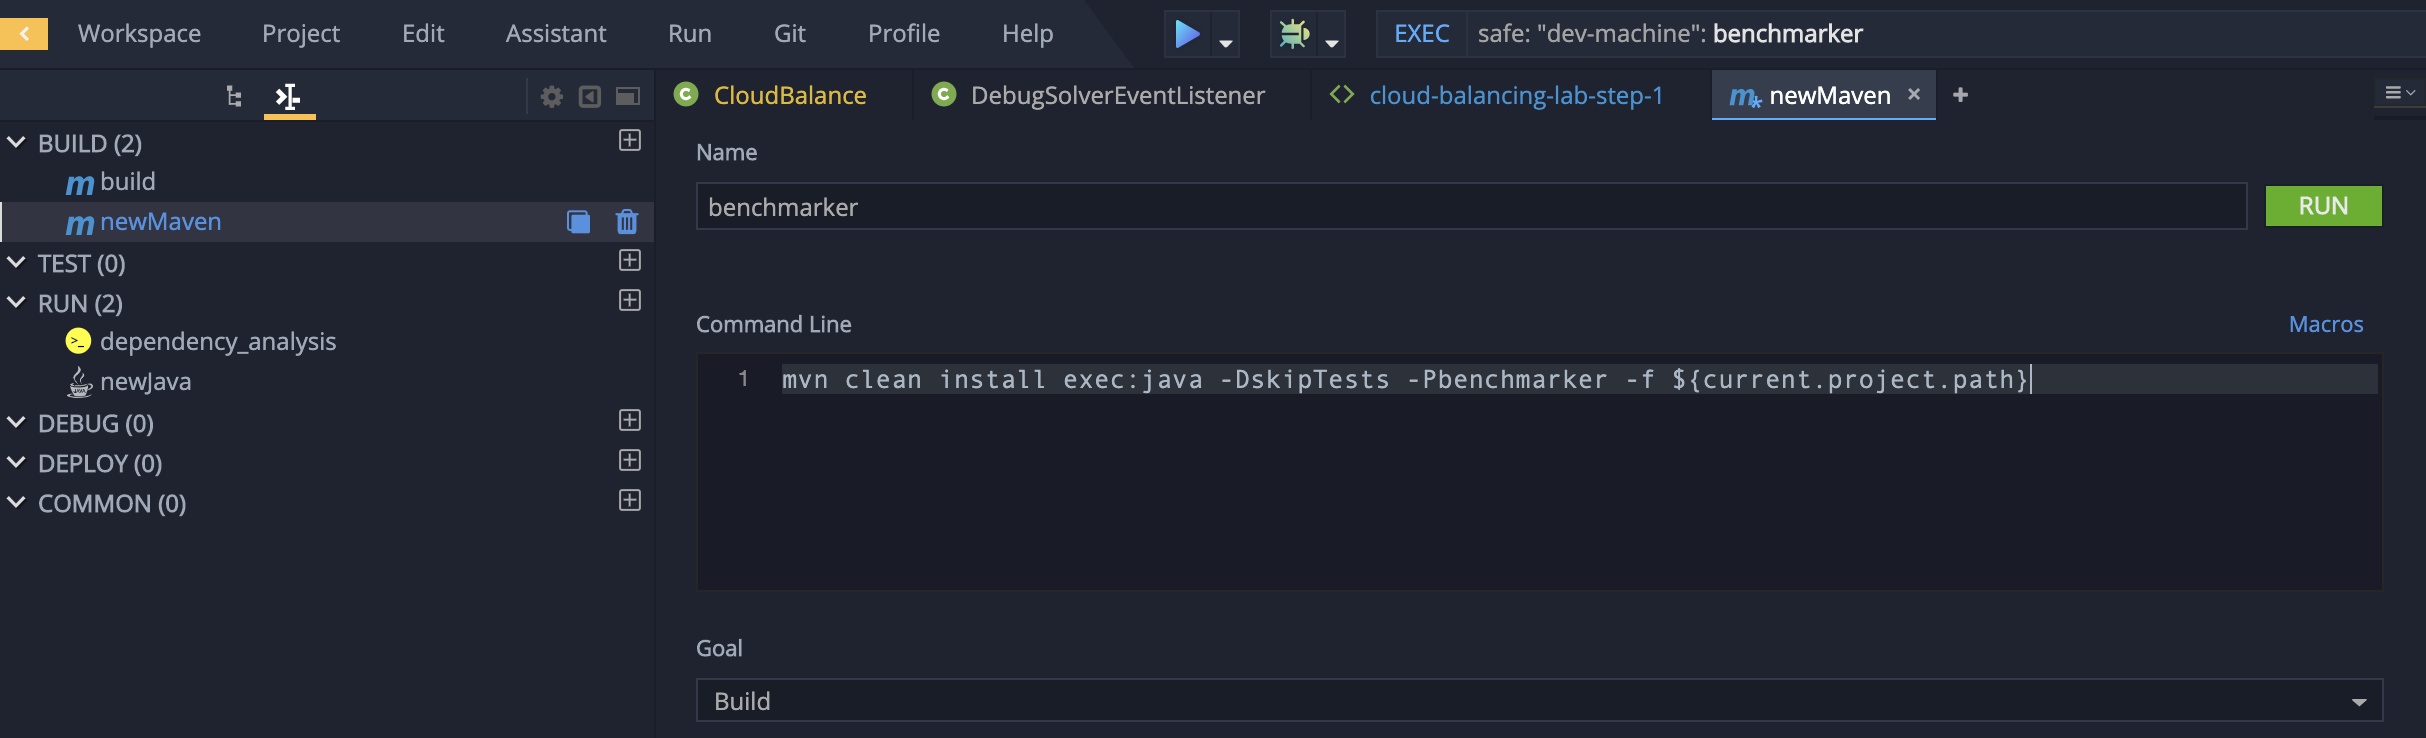 Workspace Project Edit Assistant Run Git Profile Help EXEC safe: "dev-machine": benchmarker
CloudBalance DebugSolverEventListener cloud-balancing-lab-step-1 newMaven
BUILD (2)
build
newMaven
TEST (0)
RUN (2)
dependency_analysis
newJava
DEBUG (0)
DEPLOY (0)
COMMON (0)
Name
benchmarker RUN
Command Line Macros
1 mvn clean install exec:java -DskipTests -Pbenchmarker -f ${current.project.path}
Goal
Build